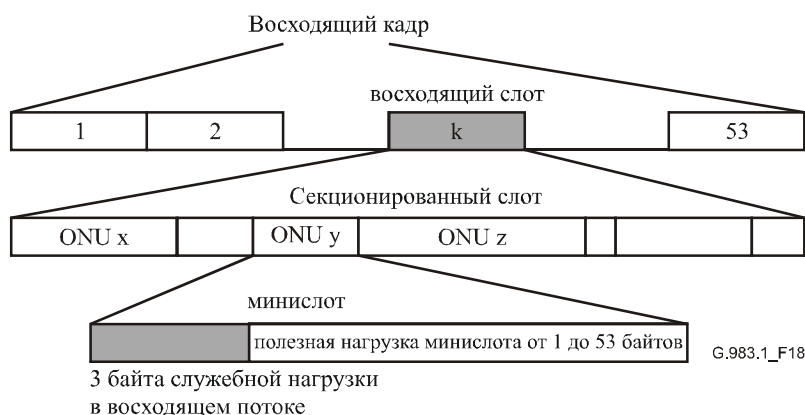 Восходящий кадр
восходящий слот
1 2 k 53
Секционированный слот
ONU x ONU y ONU z
минислот
полезная нагрузка минислота от 1 до 53 байтов
G.983.1_F18
3 байта служебной нагрузки
в восходящем потоке